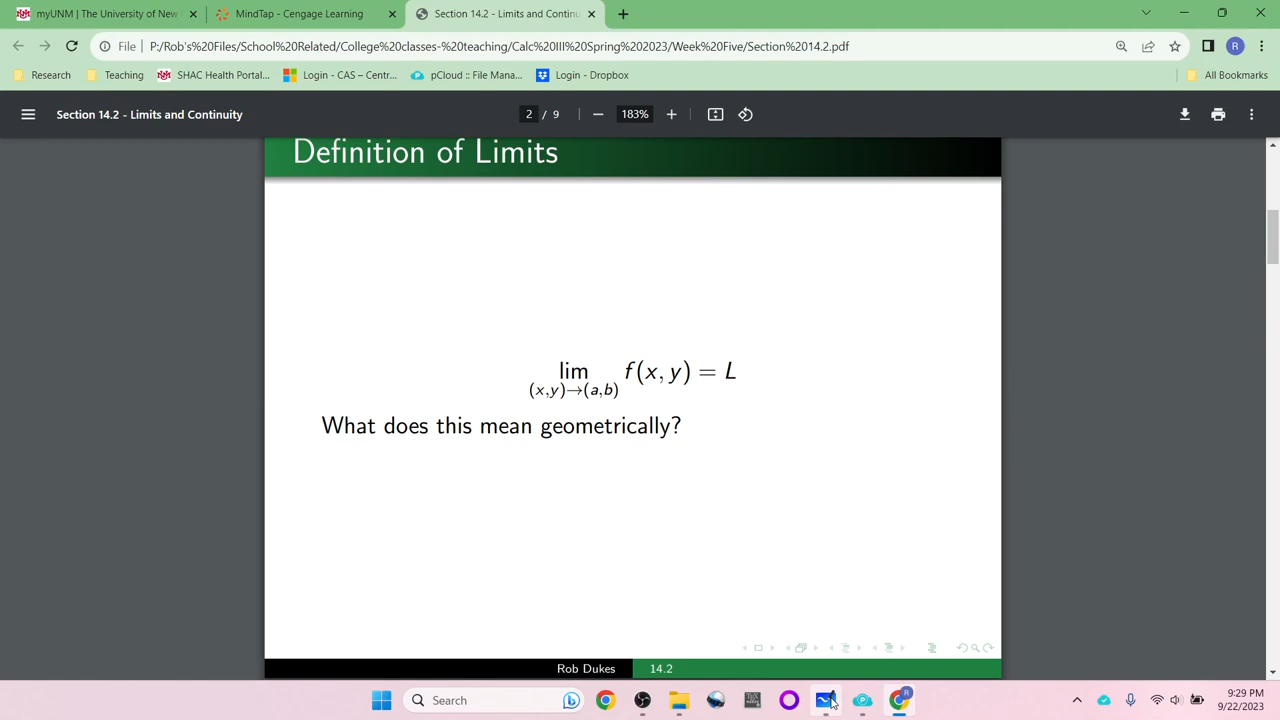 myUNM | The University of New
MindTap - Cengage Learning
Section 14.2 - Limits and Continu
File
P:/Rob's%20Files/School%20Related/College%20classes-%20teaching/Calc%20III%20Spring%202023/Week%20Five/Section%2014.2.pdf
R
Research
Teaching
SHAC Health Portal...
Login - CAS – Centr...
pCloud :: File Mana...
Login - Dropbox
All Bookmarks
Section 14.2 - Limits and Continuity
2 / 9
183%
Definition of Limits
lim f(x, y) = L
(x,y)→(a,b)
What does this mean geometrically?
Rob Dukes
14.2
Search
9:29 PM
9/22/2023